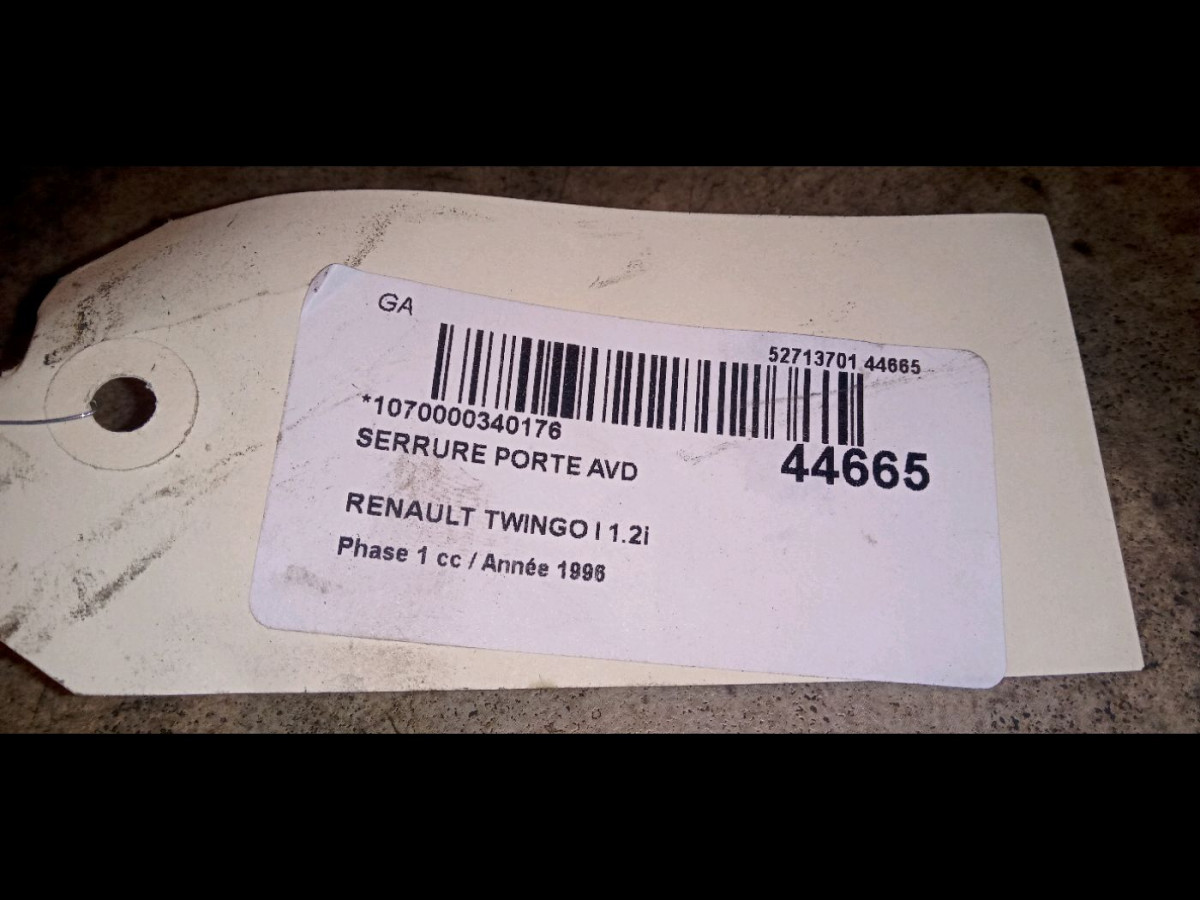 GA
52713701 44665
*1070000340176
SERRURE PORTE AVD
44665
RENAULT TWINGO I 1.2i
Phase 1 cc / Année 1996